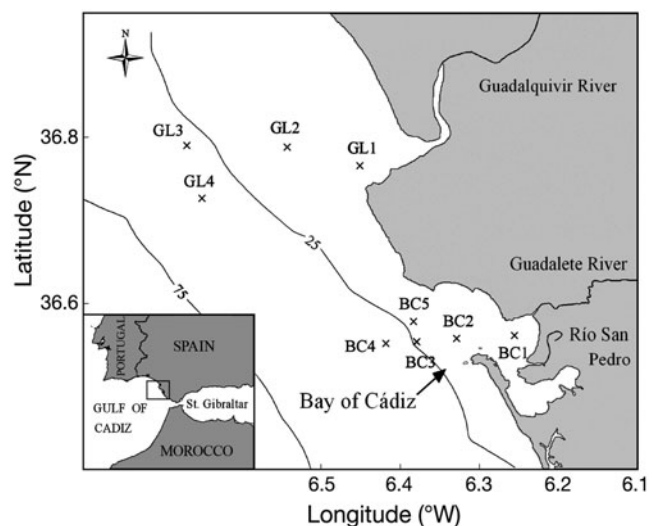 N
Guadalquivir River
36.8
GL3
GL2
GL1
GL4
Latitude (°N)
25
Guadalete River
75
36.6
BC5
BC2
Río San
Pedro
BC4
BC3
BC1
PORTUGAL
SPAIN
Bay of Cádiz
GULF OF
CADIZ
St. Gibraltar
MOROCCO
6.5
6.4
6.3
6.2
6.1
Longitude (°W)